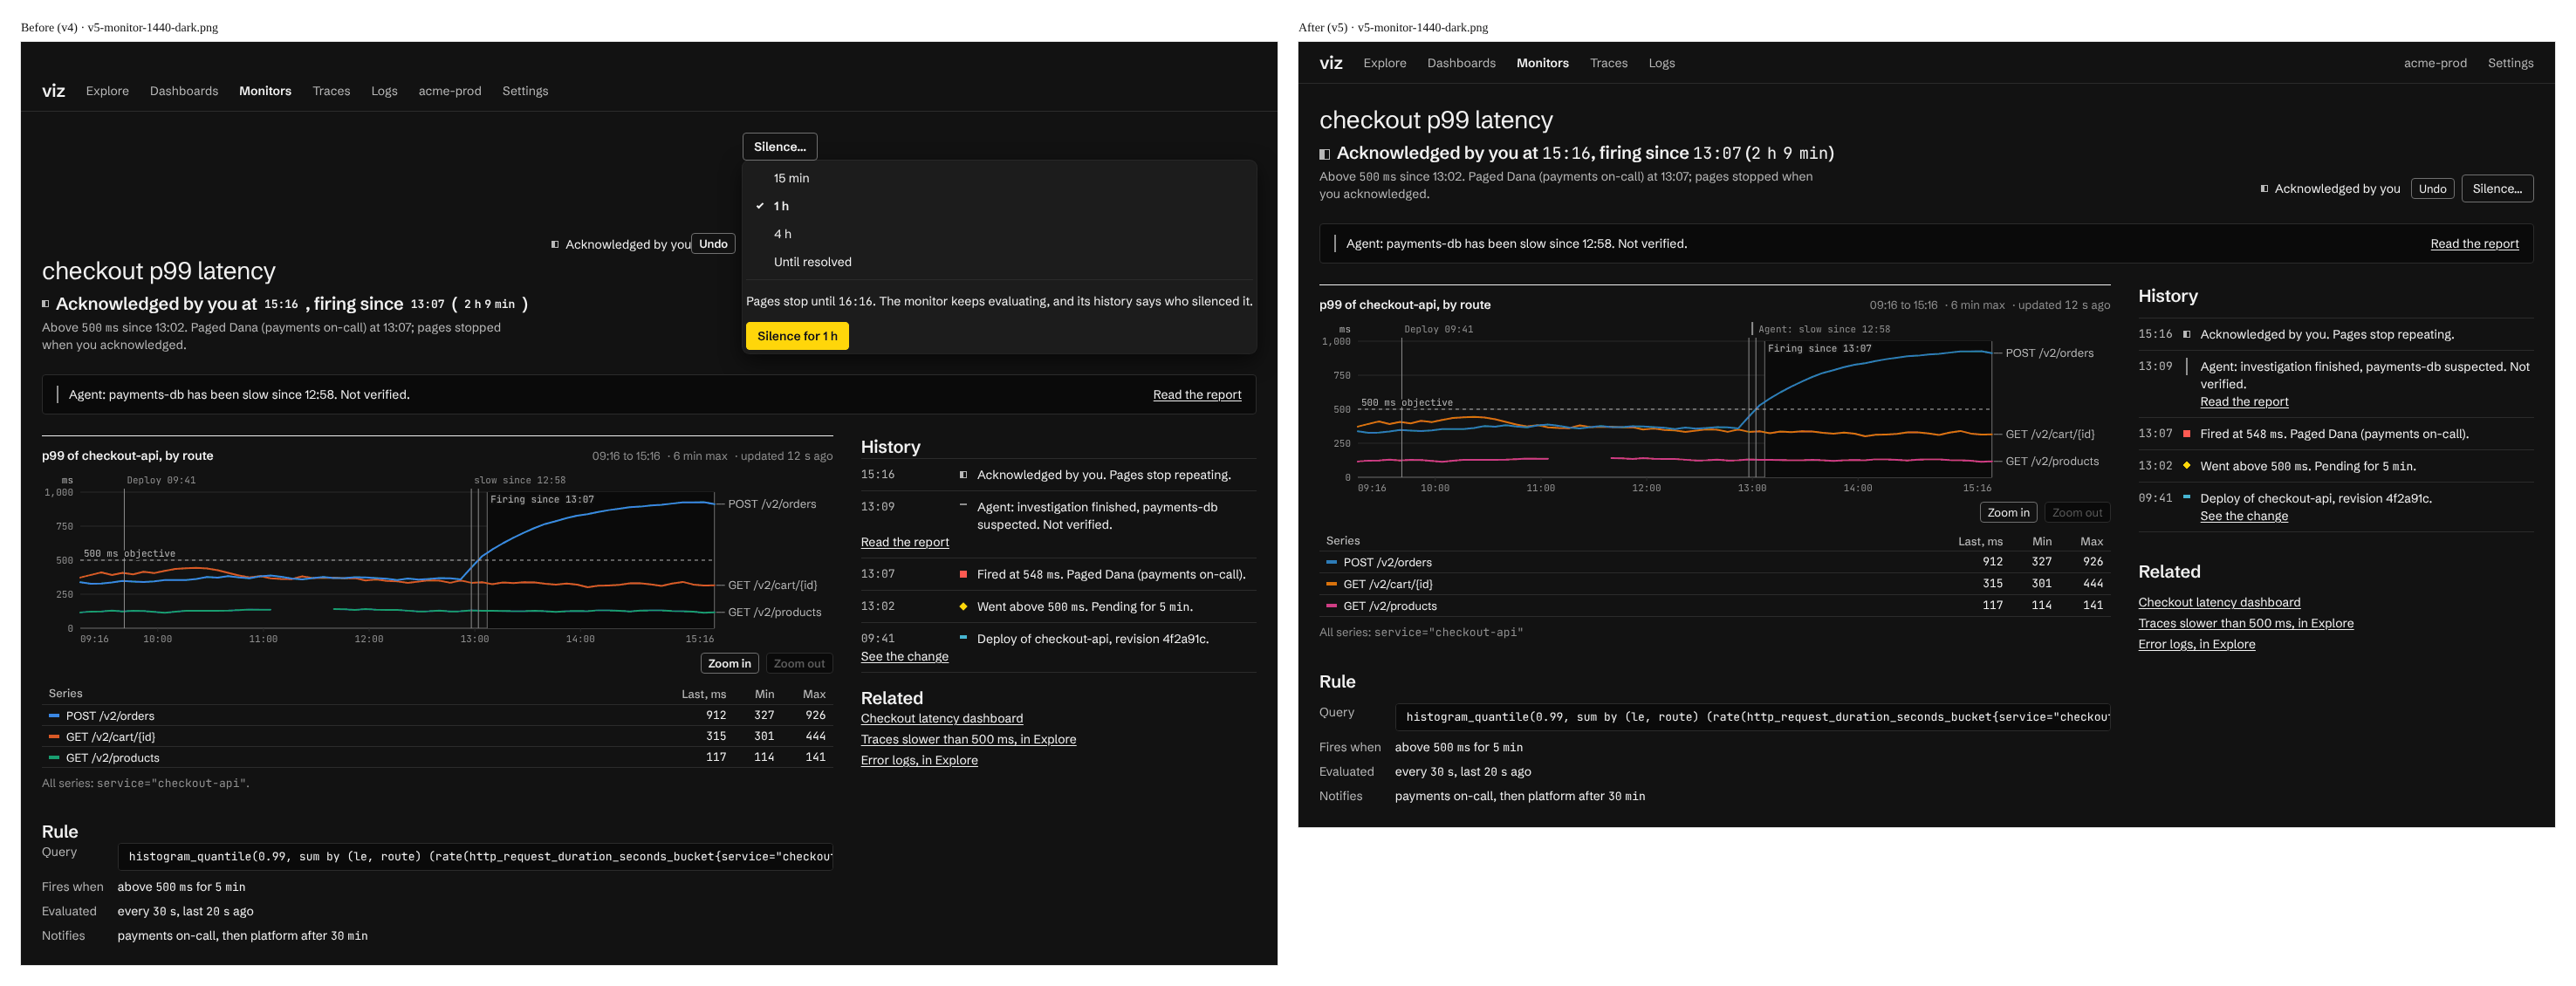 Before (v4) · v5-monitor-1440-dark.png
viz Explore Dashboards Monitors Traces Logs acme-prod Settings
Silence...
15 min
1 h
4 h
Until resolved
Pages stop until 16:16. The monitor keeps evaluating, and its history says who silenced it.
Silence for 1 h
Acknowledged by you Undo
checkout p99 latency
Acknowledged by you at 15:16 , firing since 13:07 ( 2 h 9 min )
Above 500 ms since 13:02. Paged Dana (payments on-call) at 13:07; pages stopped
when you acknowledged.
Agent: payments-db has been slow since 12:58. Not verified. Read the report
p99 of checkout-api, by route 09:16 to 15:16 · 6 min max · updated 12 s ago
ms Deploy 09:41 slow since 12:58
Firing since 13:07
1,000
750
500
250
0
500 ms objective
POST /v2/orders
GET /v2/cart/{id}
GET /v2/products
09:16 10:00 11:00 12:00 13:00 14:00 15:16
Zoom in Zoom out
Series Last, ms Min Max
POST /v2/orders 912 327 926
GET /v2/cart/{id} 315 301 444
GET /v2/products 117 114 141
All series: service="checkout-api".
History
15:16 Acknowledged by you. Pages stop repeating.
13:09 Agent: investigation finished, payments-db
suspected. Not verified.
Read the report
13:07 Fired at 548 ms. Paged Dana (payments on-call).
13:02 Went above 500 ms. Pending for 5 min.
09:41 Deploy of checkout-api, revision 4f2a91c.
See the change
Related
Checkout latency dashboard
Traces slower than 500 ms, in Explore
Error logs, in Explore
Rule
Query histogram_quantile(0.99, sum by (le, route) (rate(http_request_duration_seconds_bucket{service="checkout
Fires when above 500 ms for 5 min
Evaluated every 30 s, last 20 s ago
Notifies payments on-call, then platform after 30 min
After (v5) · v5-monitor-1440-dark.png
viz Explore Dashboards Monitors Traces Logs acme-prod Settings
checkout p99 latency
Acknowledged by you at 15:16, firing since 13:07 (2 h 9 min)
Above 500 ms since 13:02. Paged Dana (payments on-call) at 13:07; pages stopped when
you acknowledged.
Acknowledged by you Undo Silence...
Agent: payments-db has been slow since 12:58. Not verified. Read the report
p99 of checkout-api, by route 09:16 to 15:16 · 6 min max · updated 12 s ago
ms Deploy 09:41 Agent: slow since 12:58
Firing since 13:07
1,000
750
500
250
0
500 ms objective
POST /v2/orders
GET /v2/cart/{id}
GET /v2/products
09:16 10:00 11:00 12:00 13:00 14:00 15:16
Zoom in Zoom out
Series Last, ms Min Max
POST /v2/orders 912 327 926
GET /v2/cart/{id} 315 301 444
GET /v2/products 117 114 141
All series: service="checkout-api"
History
15:16 Acknowledged by you. Pages stop repeating.
13:09 Agent: investigation finished, payments-db suspected. Not
verified.
Read the report
13:07 Fired at 548 ms. Paged Dana (payments on-call).
13:02 Went above 500 ms. Pending for 5 min.
09:41 Deploy of checkout-api, revision 4f2a91c.
See the change
Related
Checkout latency dashboard
Traces slower than 500 ms, in Explore
Error logs, in Explore
Rule
Query histogram_quantile(0.99, sum by (le, route) (rate(http_request_duration_seconds_bucket{service="checkout
Fires when above 500 ms for 5 min
Evaluated every 30 s, last 20 s ago
Notifies payments on-call, then platform after 30 min